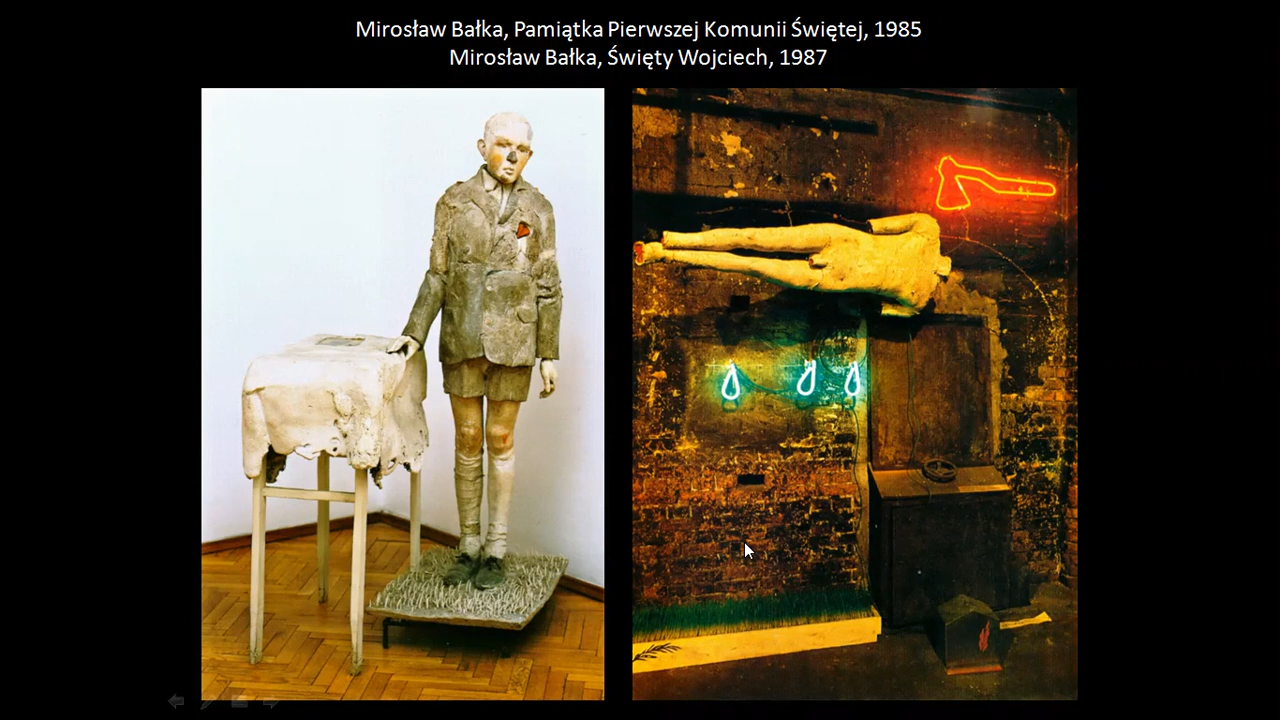 Mirosław Bałka, Pamiątka Pierwszej Komunii Świętej, 1985
Mirosław Bałka, Święty Wojciech, 1987